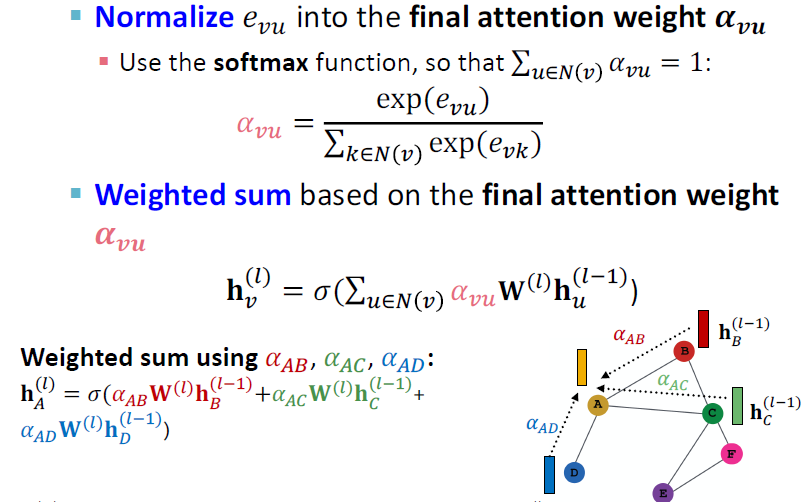 ▪ Normalize e_{vu} into the final attention weight α_{vu}
▪ Use the softmax function, so that ∑_{u∈N(v)} α_{vu} = 1:
α_{vu} = exp(e_{vu}) / ∑_{k∈N(v)} exp(e_{vk})
▪ Weighted sum based on the final attention weight
α_{vu}
h_v^{(l)} = σ(∑_{u∈N(v)} α_{vu} W^{(l)} h_u^{(l-1)})
Weighted sum using α_{AB}, α_{AC}, α_{AD}:
h_A^{(l)} = σ(α_{AB} W^{(l)} h_B^{(l-1)} + α_{AC} W^{(l)} h_C^{(l-1)} +
α_{AD} W^{(l)} h_D^{(l-1)})
α_{AB}
h_B^{(l-1)}
B
α_{AC}
h_C^{(l-1)}
A
C
α_{AD}
D
F
E